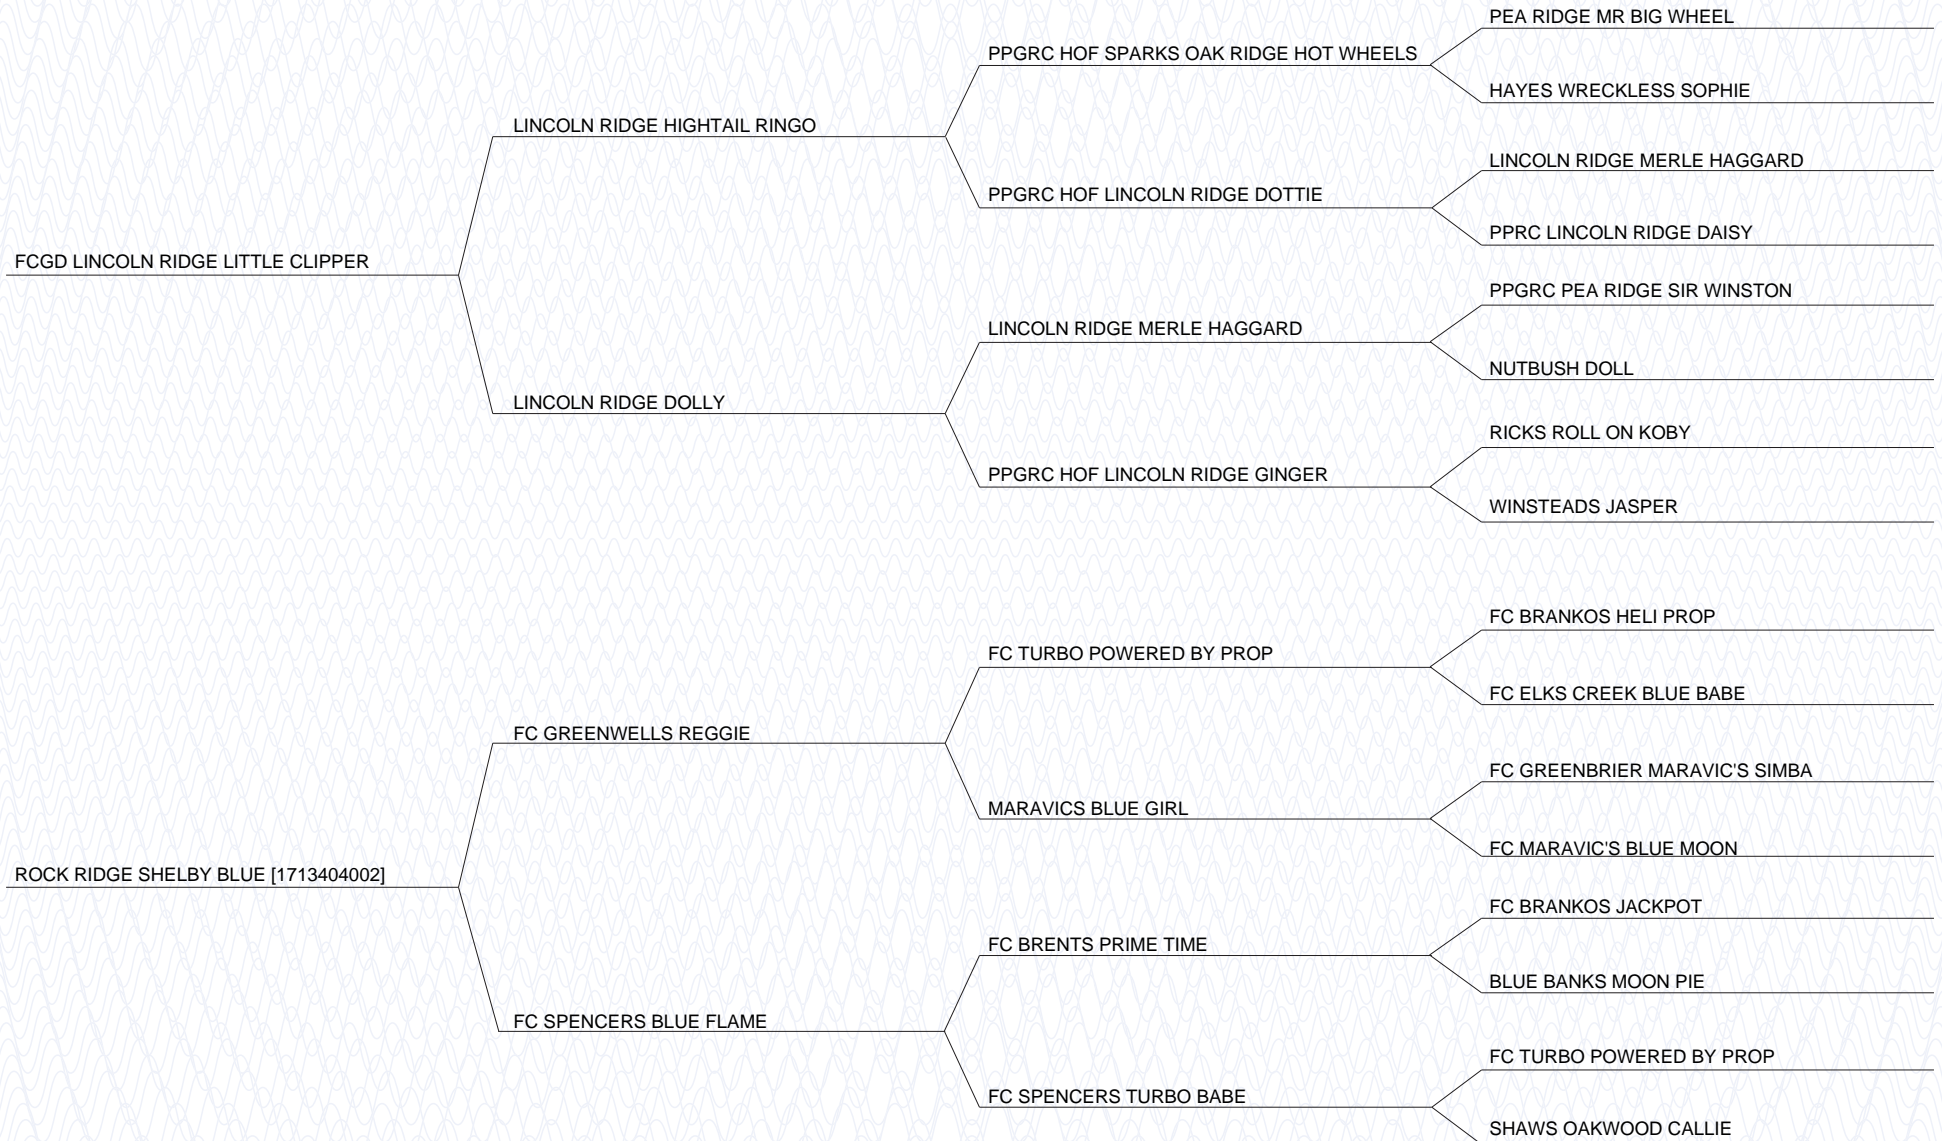 PEA RIDGE MR BIG WHEEL
PPGRC HOF SPARKS OAK RIDGE HOT WHEELS
HAYES WRECKLESS SOPHIE
LINCOLN RIDGE HIGHTAIL RINGO
LINCOLN RIDGE MERLE HAGGARD
PPGRC HOF LINCOLN RIDGE DOTTIE
PPRC LINCOLN RIDGE DAISY
FCGD LINCOLN RIDGE LITTLE CLIPPER
PPGRC PEA RIDGE SIR WINSTON
LINCOLN RIDGE MERLE HAGGARD
NUTBUSH DOLL
LINCOLN RIDGE DOLLY
RICKS ROLL ON KOBY
PPGRC HOF LINCOLN RIDGE GINGER
WINSTEADS JASPER
FC BRANKOS HELI PROP
FC TURBO POWERED BY PROP
FC ELKS CREEK BLUE BABE
FC GREENWELLS REGGIE
FC GREENBRIER MARAVIC'S SIMBA
MARAVICS BLUE GIRL
FC MARAVIC'S BLUE MOON
ROCK RIDGE SHELBY BLUE [1713404002]
FC BRANKOS JACKPOT
FC BRENTS PRIME TIME
BLUE BANKS MOON PIE
FC SPENCERS BLUE FLAME
FC TURBO POWERED BY PROP
FC SPENCERS TURBO BABE
SHAWS OAKWOOD CALLIE